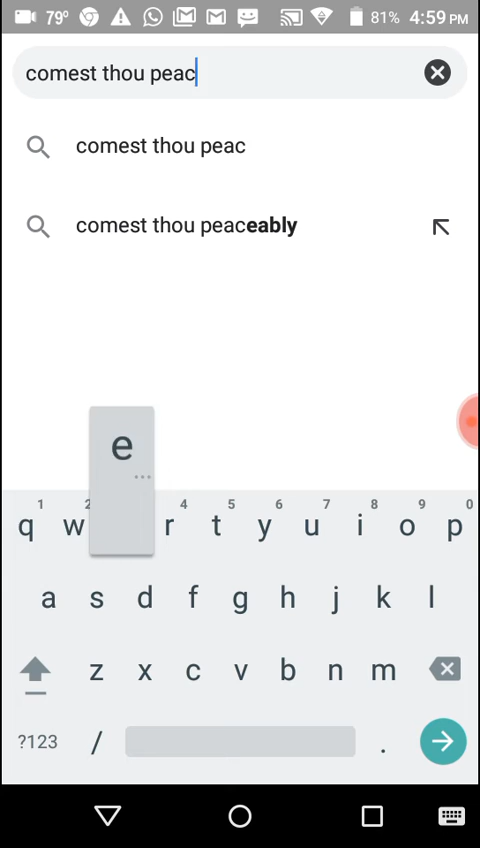 79° 81% 4:59 PM
comest thou peac
comest thou peac
comest thou peaceably
e
1 2 4 5 6 7 8 9 0
q w r t y u i o p
a s d f g h j k l
z x c v b n m
?123 / .